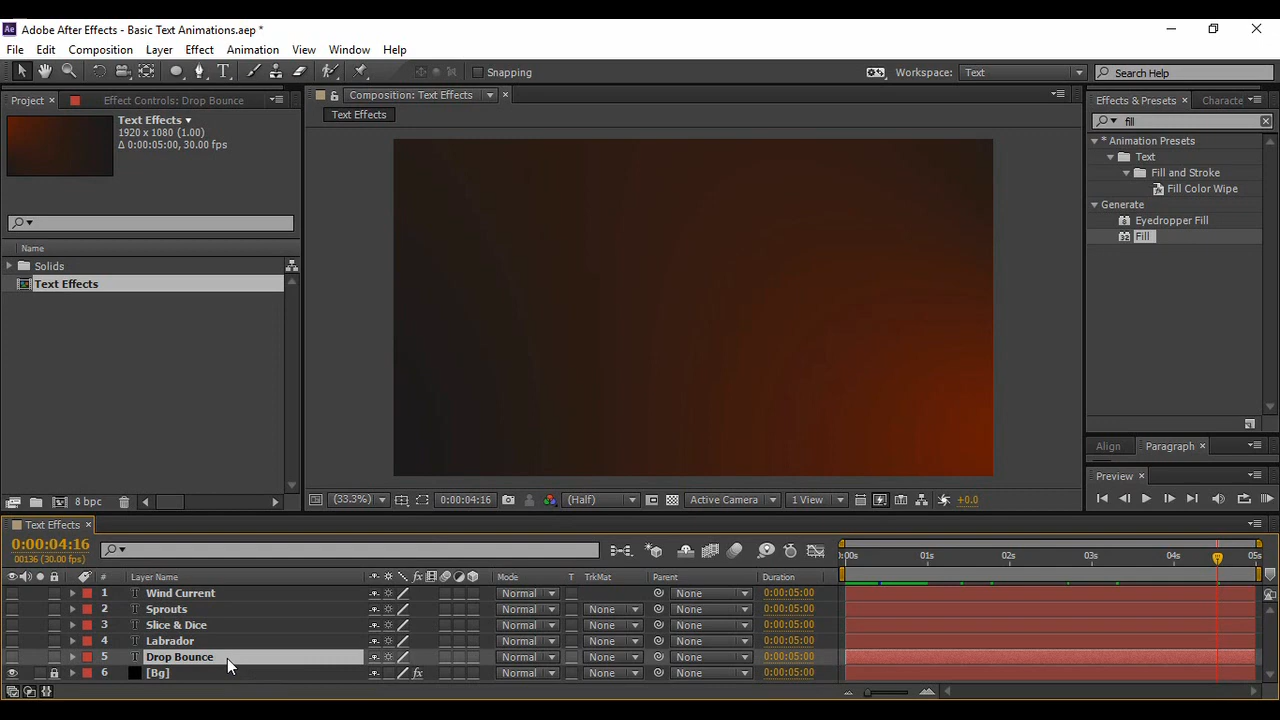 Ae Adobe After Effects - Basic Text Animations.aep *
File Edit Composition Layer Effect Animation View Window Help
Snapping Workspace: Text Search Help
Project Effect Controls: Drop Bounce
Text Effects
1920 x 1080 (1.00)
Δ 0:00:05:00, 30.00 fps
Name
Solids
Text Effects
8 bpc
Composition: Text Effects
Text Effects
(33.3%) 0:00:04:16 (Half) Active Camera 1 View +0.0
Effects & Presets Characte
fill
* Animation Presets
Text
Fill and Stroke
Fill Color Wipe
Generate
Eyedropper Fill
32 Fill
Align Paragraph
Preview
Text Effects
0:00:04:16
00136 (30.00 fps)
:00s 01s 02s 03s 04s 05s
# Layer Name fx Mode T TrkMat Parent Duration
1 T Wind Current Normal None 0:00:05:00
2 T Sprouts Normal None None 0:00:05:00
3 T Slice & Dice Normal None None 0:00:05:00
4 T Labrador Normal None None 0:00:05:00
5 T Drop Bounce Normal None None 0:00:05:00
6 [Bg] fx Normal None None 0:00:05:00